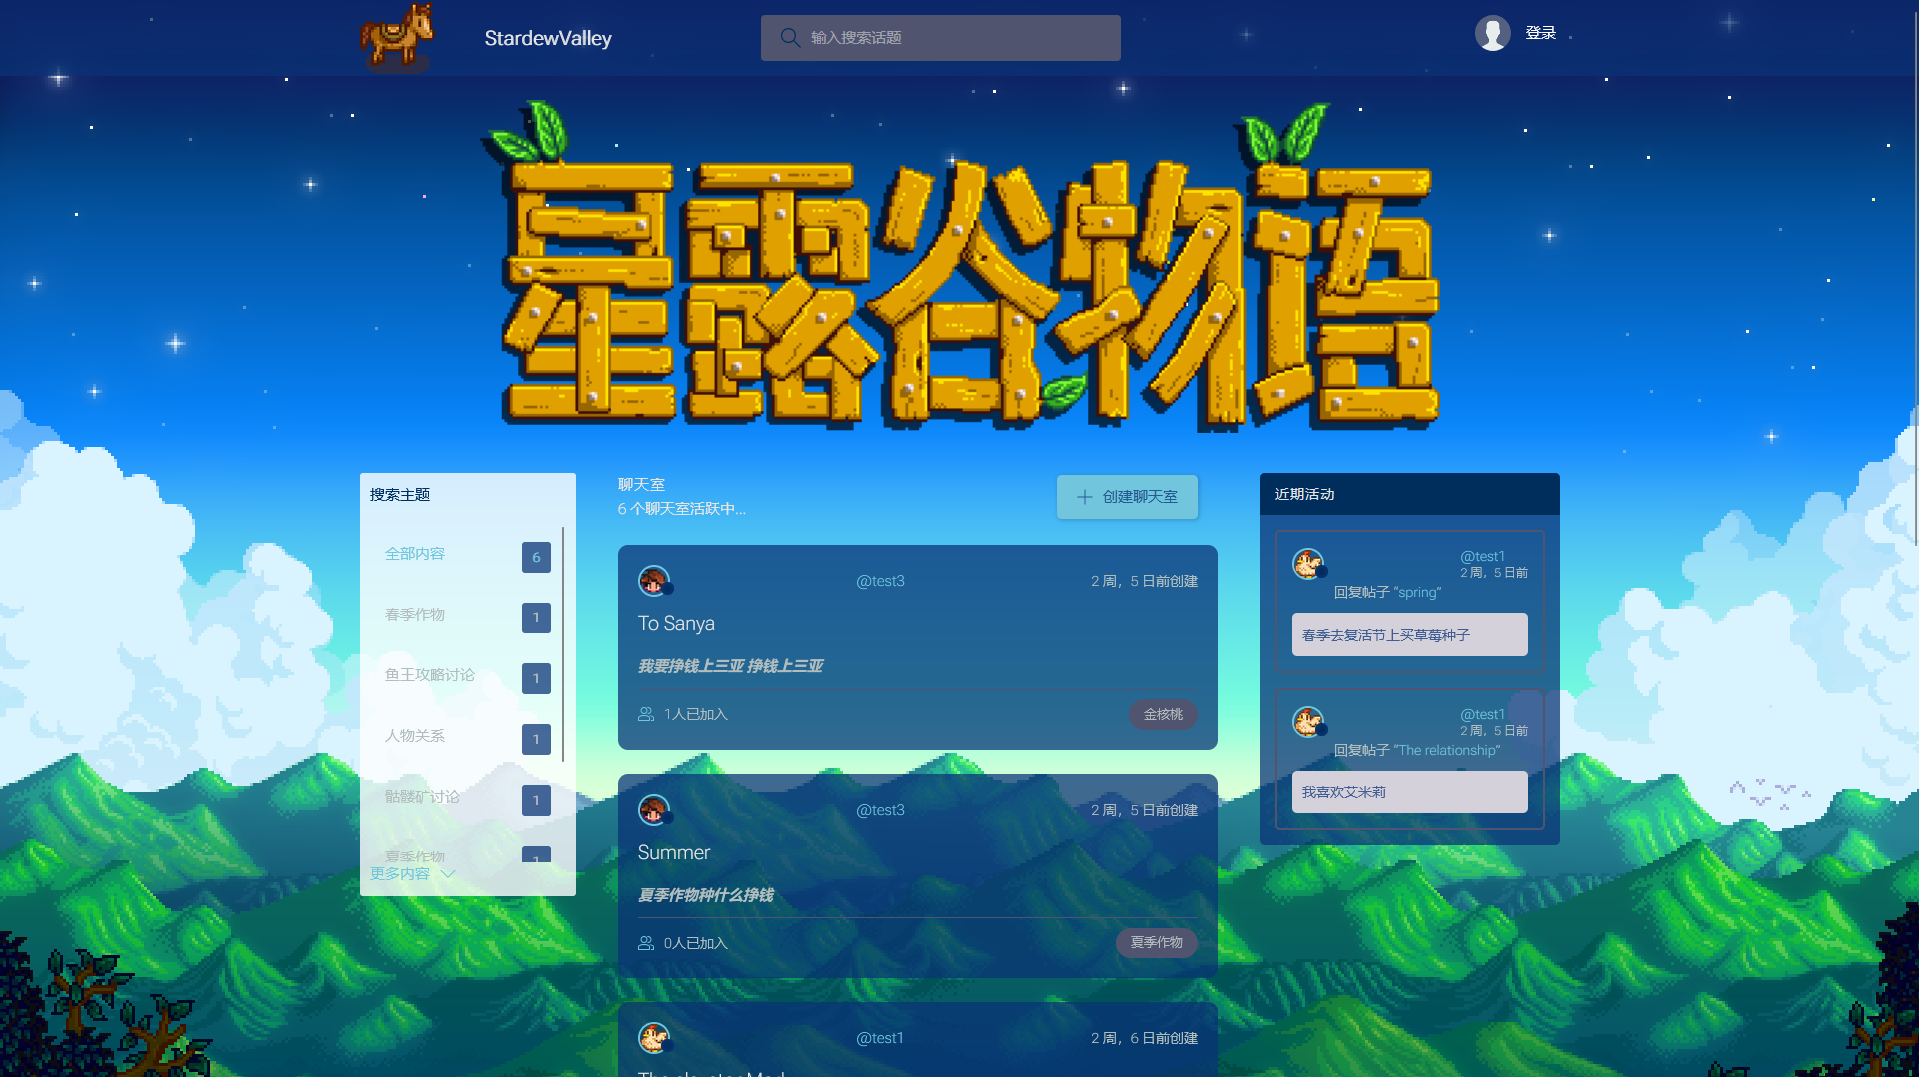 StardewValley
输入搜索话题
登录
星露谷物语
搜索主题
全部内容 6
春季作物 1
鱼王攻略讨论 1
人物关系 1
骷髅矿讨论 1
夏季作物 1
更多内容
聊天室
6 个聊天室活跃中...
创建聊天室
@test3
2 周，5 日前创建
To Sanya
我要挣钱上三亚 挣钱上三亚
1人已加入
金核桃
@test3
2 周，5 日前创建
Summer
夏季作物种什么挣钱
0人已加入
夏季作物
@test1
2 周，6 日前创建
近期活动
@test1
2 周，5 日前
回复帖子 “spring”
春季去复活节上买草莓种子
@test1
2 周，5 日前
回复帖子 “The relationship”
我喜欢艾米莉